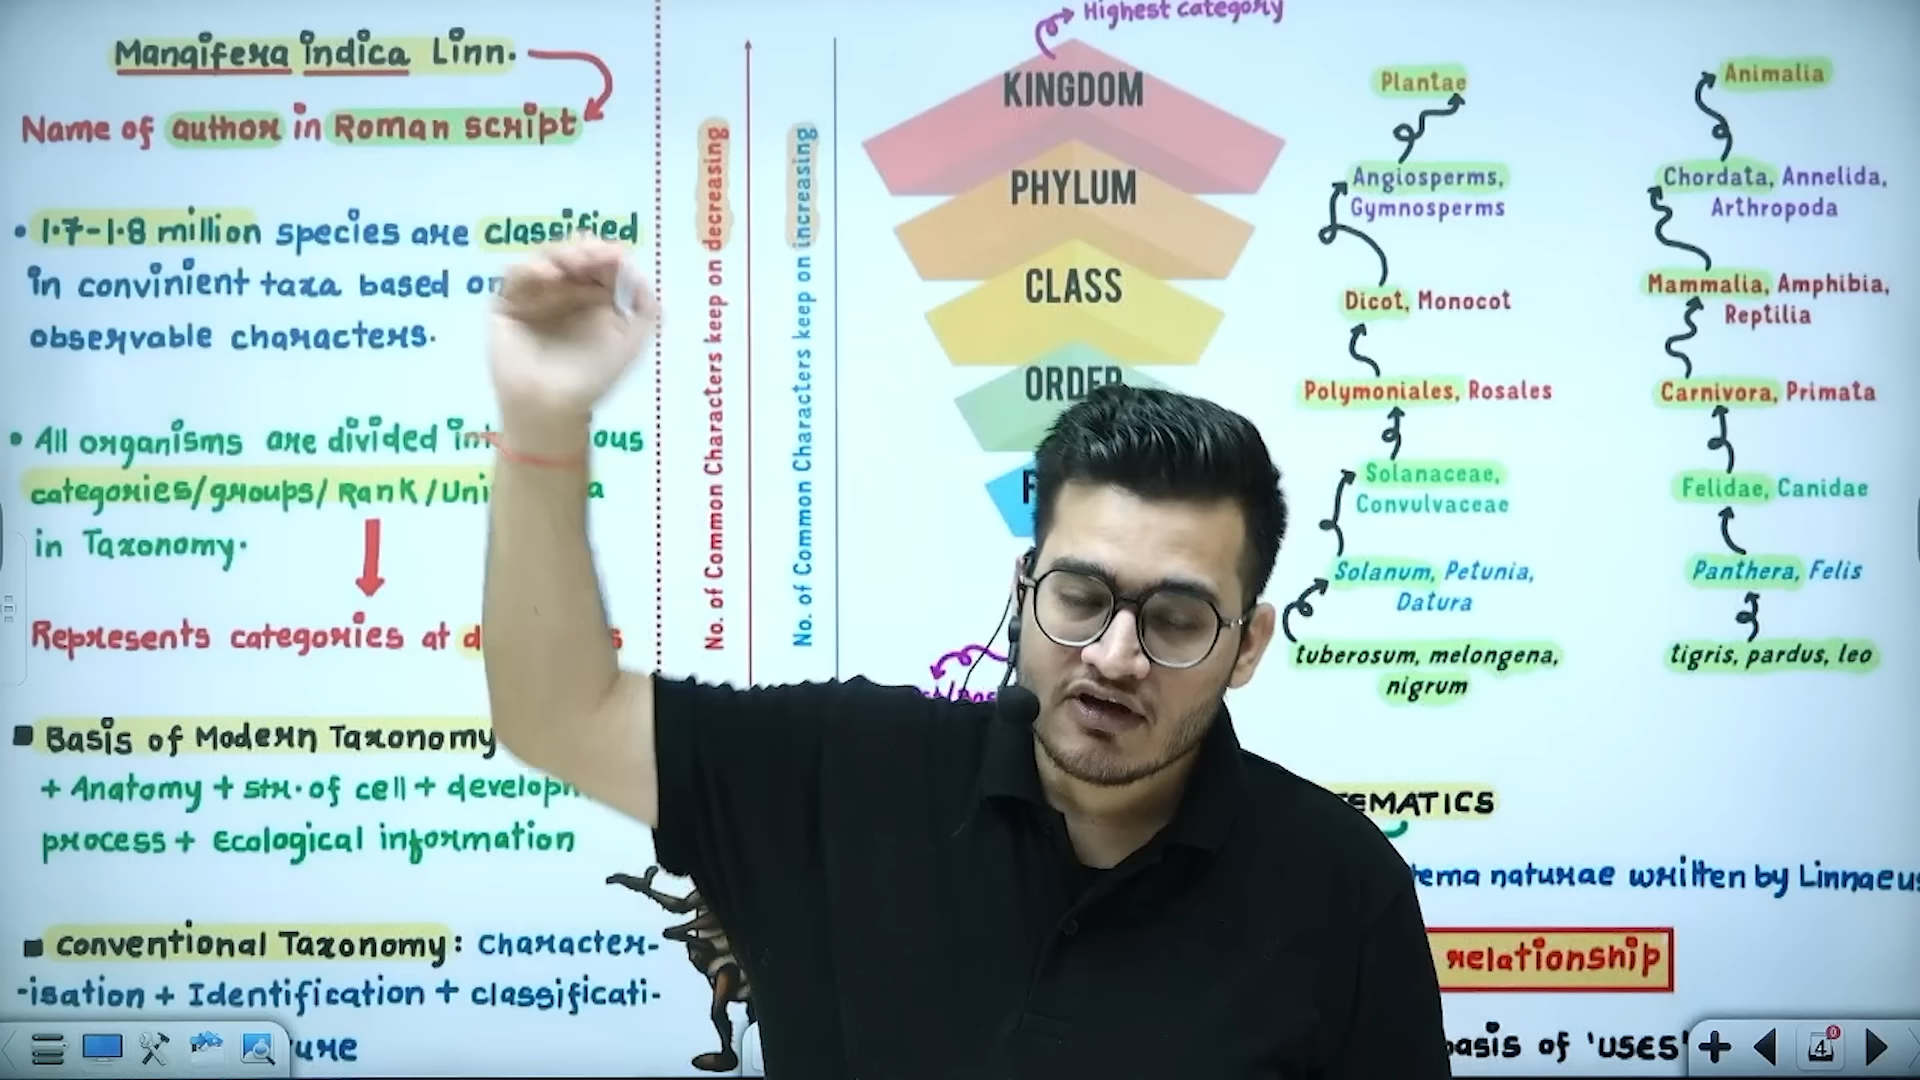 Mangifera indica Linn.
Name of author in Roman script
• 1.7-1.8 million species are classified
in convinient taxa based
observable characters.
• All organisms are divided
categories/groups/ Rank/
in Taxonomy.
Represents categories at
■ Basis of Modern Taxonomy
+ Anatomy + str. of cell +
process + Ecological information
■ conventional Taxonomy: Character-
-isation + Identification + classificati-
No. of Common Characters keep on decreasing
No. of Common Characters keep on increasing
Highest category
KINGDOM
PHYLUM
CLASS
ORDER
Plantae
Angiosperms,
Gymnosperms
Dicot, Monocot
Polymoniales, Rosales
Solanaceae,
Convulvaceae
Solanum, Petunia,
Datura
tuberosum, melongena,
nigrum
Animalia
Chordata, Annelida,
Arthropoda
Mammalia, Amphibia,
Reptilia
Carnivora, Primata
Felidae, Canidae
Panthera, Felis
tigris, pardus, leo
EMATICS
tema naturae written by Linnaeus
relationship
basis of 'USES'
4